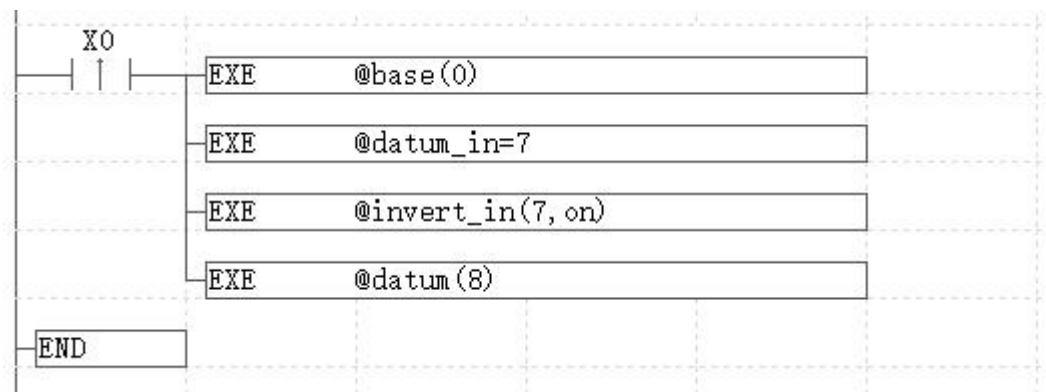 X0
EXE @base(0)
EXE @datum_in=7
EXE @invert_in(7,on)
EXE @datum(8)
END